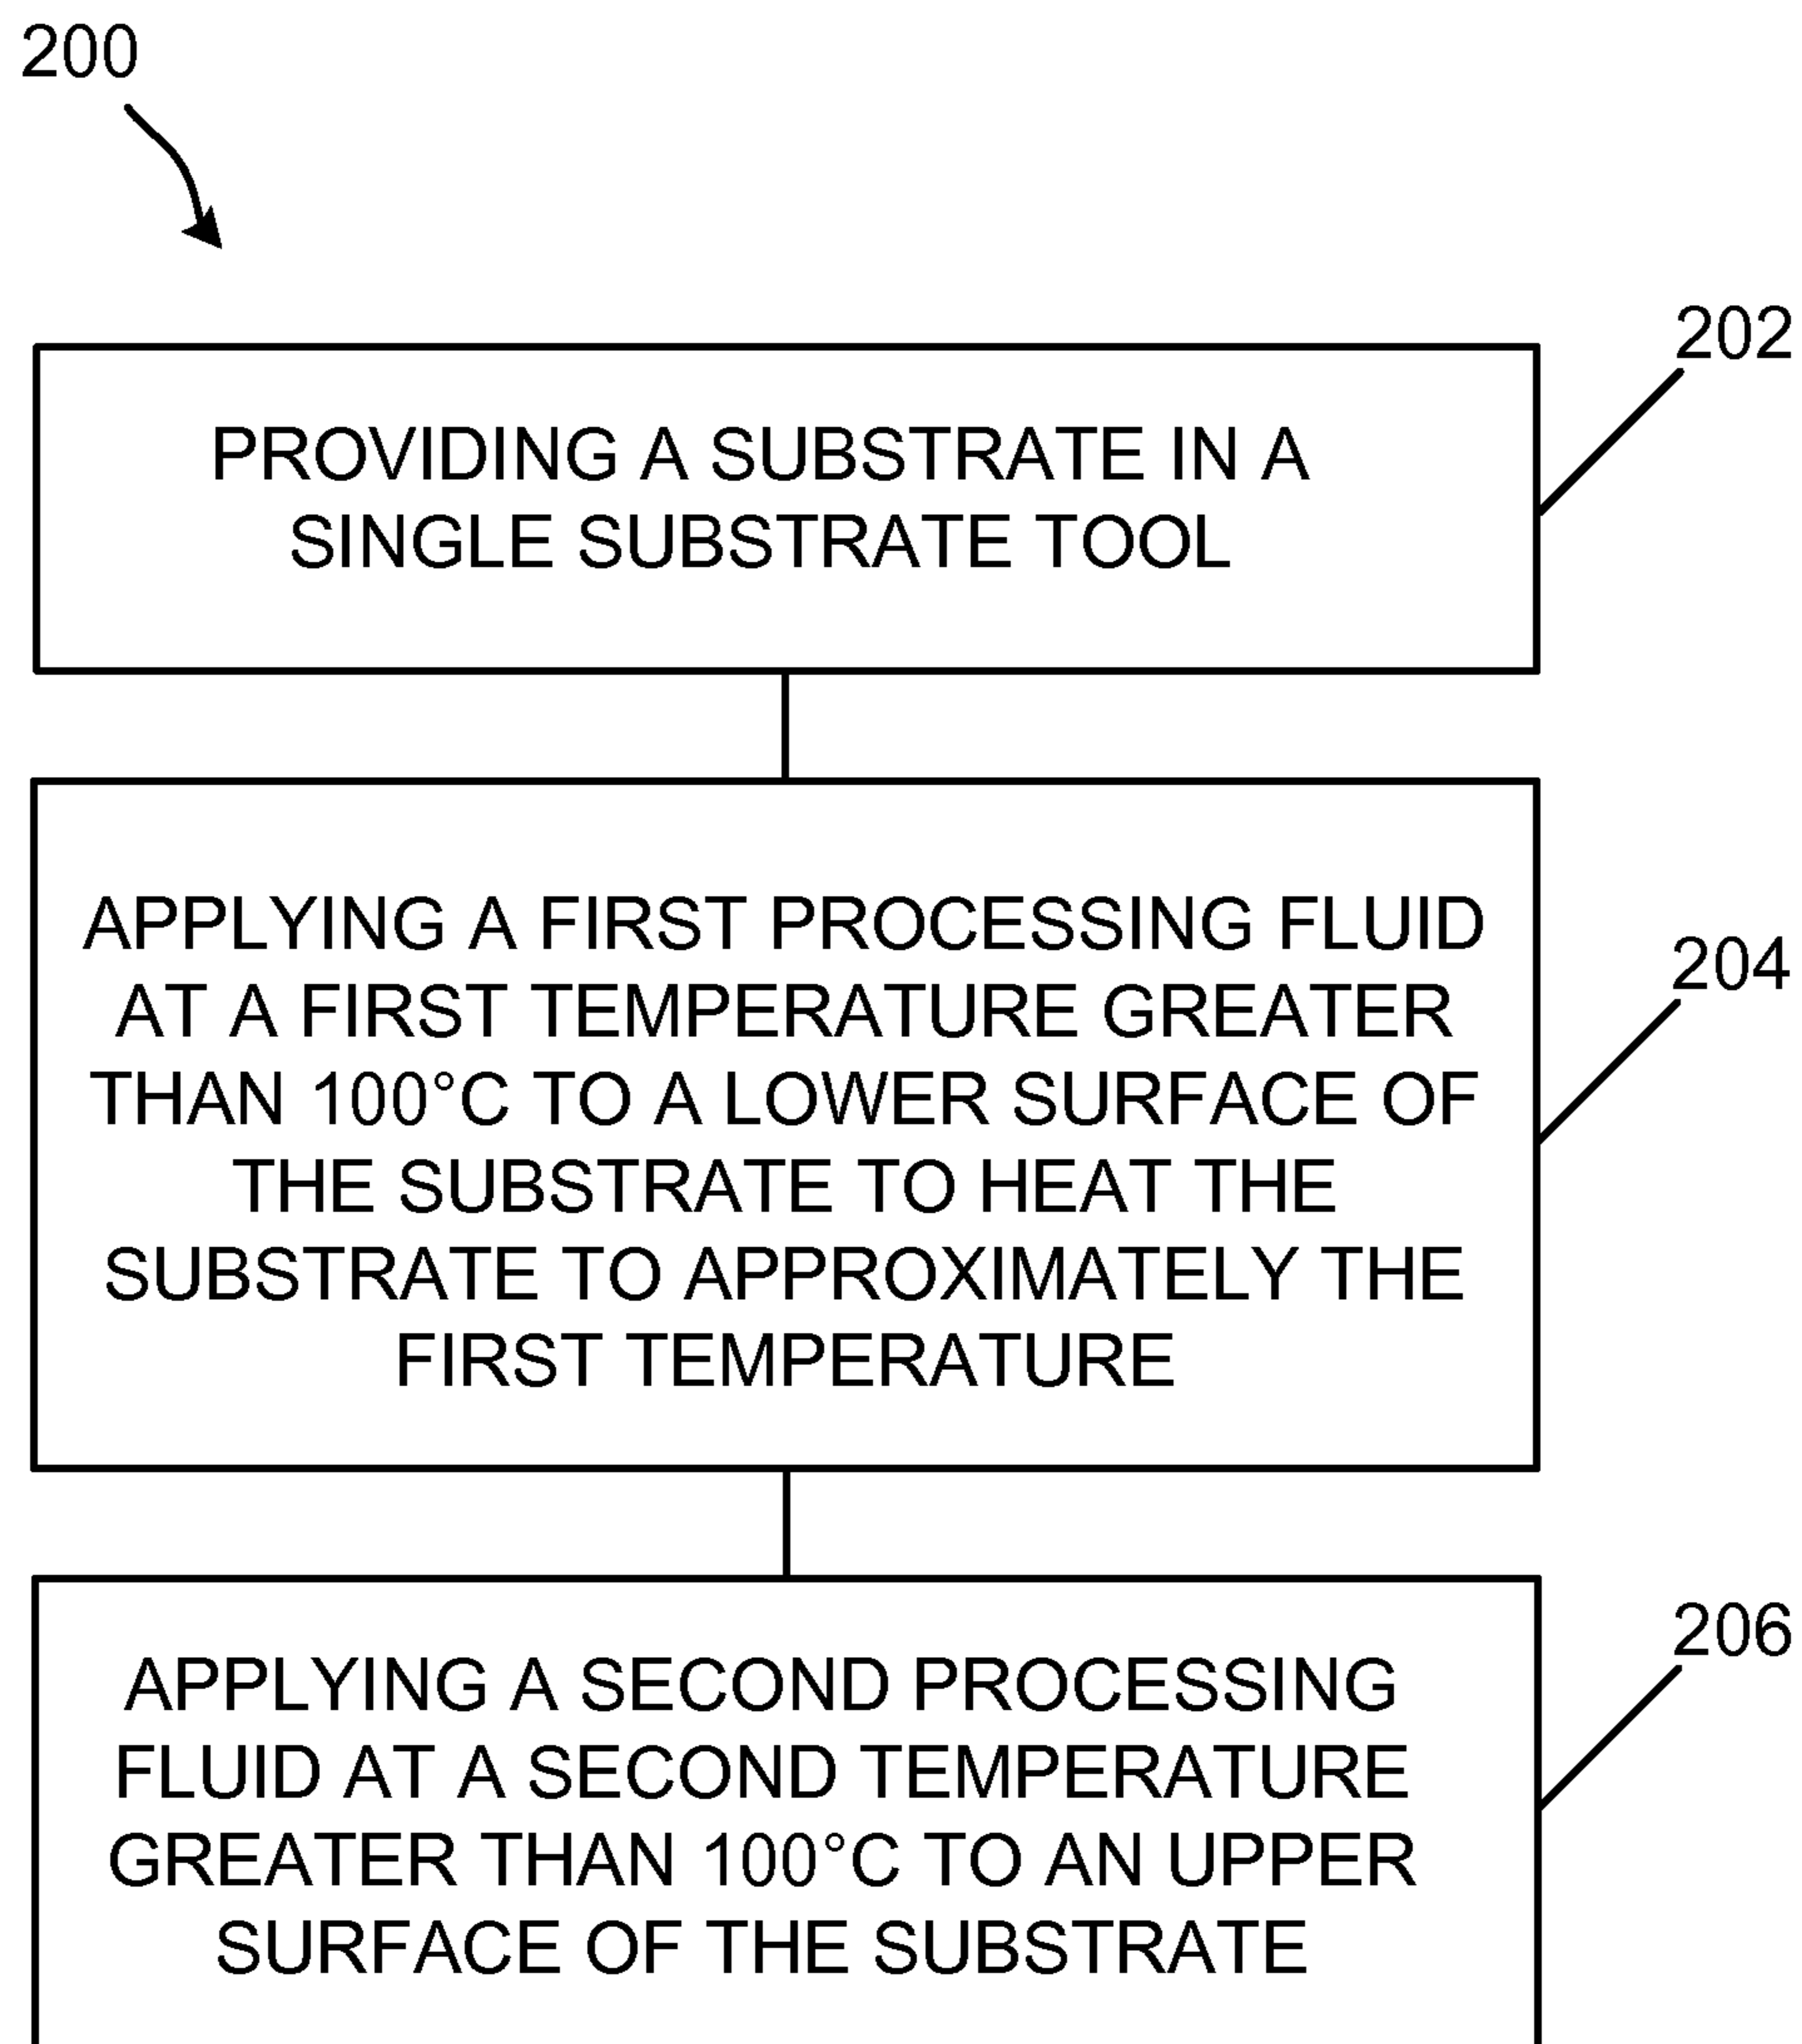 200
202
PROVIDING A SUBSTRATE IN A
SINGLE SUBSTRATE TOOL
204
APPLYING A FIRST PROCESSING FLUID
AT A FIRST TEMPERATURE GREATER
THAN 100°C TO A LOWER SURFACE OF
THE SUBSTRATE TO HEAT THE
SUBSTRATE TO APPROXIMATELY THE
FIRST TEMPERATURE
206
APPLYING A SECOND PROCESSING
FLUID AT A SECOND TEMPERATURE
GREATER THAN 100°C TO AN UPPER
SURFACE OF THE SUBSTRATE